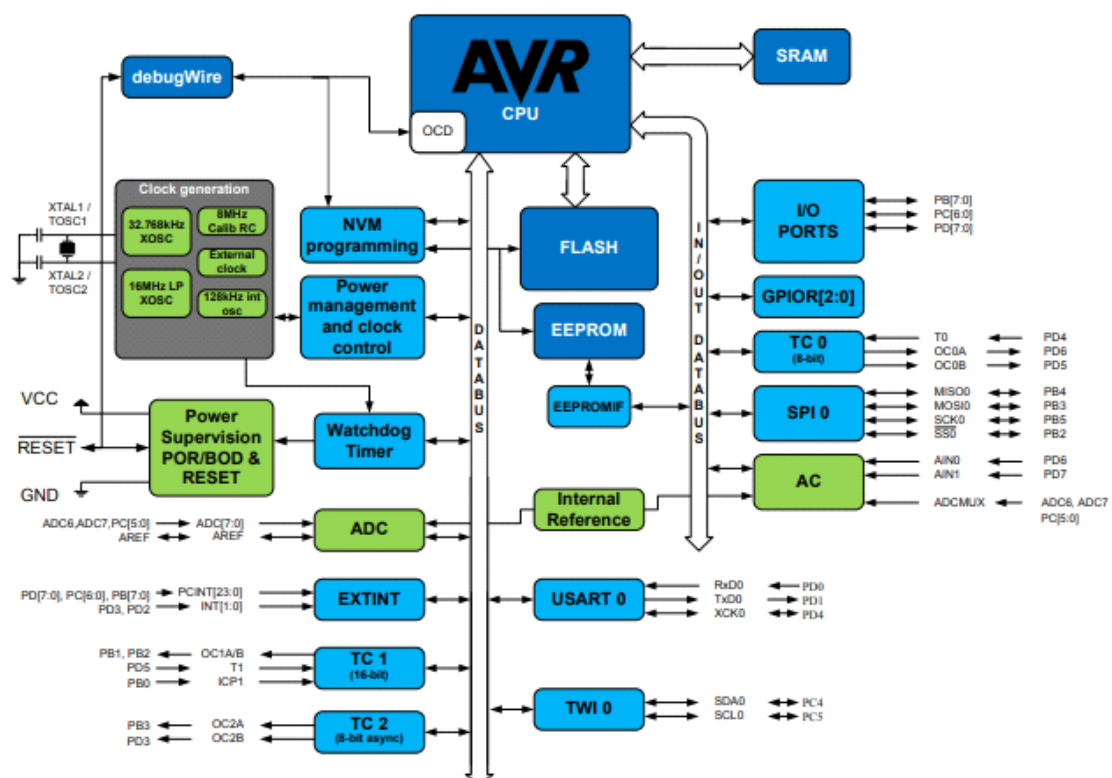 AVR
CPU
OCD
SRAM
debugWire
Clock generation
XTAL1 /
TOSC1
32.768kHz
XOSC
8MHz
Calib RC
External
clock
XTAL2 /
TOSC2
16MHz LP
XOSC
128kHz int
osc
NVM
programming
Power
management
and clock
control
FLASH
EEPROM
EEPROMIF
DATABUS
IN/OUT DATABUS
I/O
PORTS
PB[7:0]
PC[6:0]
PD[7:0]
GPIOR[2:0]
TC 0
(8-bit)
T0 PD4
OC0A PD6
OC0B PD5
SPI 0
MISO0 PB4
MOSI0 PB3
SCK0 PB5
SS0 PB2
AC
AIN0 PD6
AIN1 PD7
ADCMUX ADC6, ADC7
PC[5:0]
VCC
RESET
GND
Power
Supervision
POR/BOD &
RESET
Watchdog
Timer
Internal
Reference
ADC6,ADC7,PC[5:0] ADC[7:0]
AREF AREF
ADC
PD[7:0], PC[6:0], PB[7:0] PCINT[23:0]
PD3, PD2 INT[1:0]
EXTINT
USART 0
RxD0 PD0
TxD0 PD1
XCK0 PD4
PB1, PB2 OC1A/B
PD5 T1
PB0 ICP1
TC 1
(16-bit)
TWI 0
SDA0 PC4
SCL0 PC5
PB3 OC2A
PD3 OC2B
TC 2
(8-bit async)